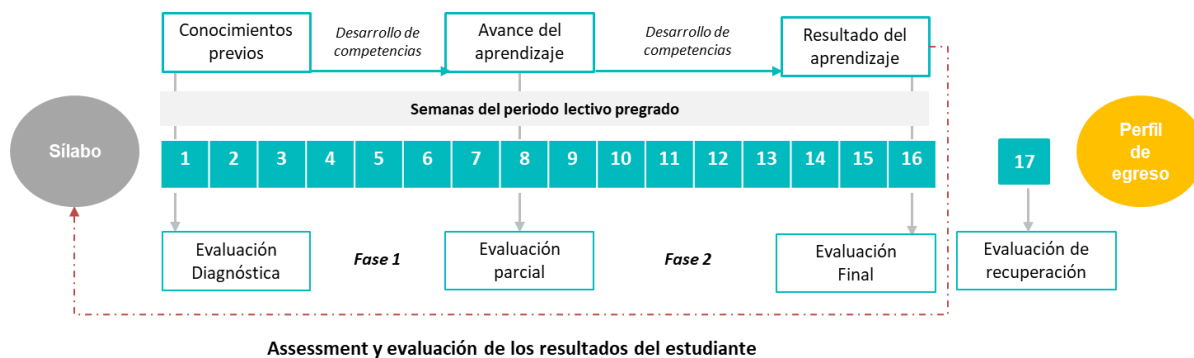 Conocimientos
previos
Desarrollo de
competencias
Avance del
aprendizaje
Desarrollo de
competencias
Resultado del
aprendizaje
Semanas del periodo lectivo pregrado
Sílabo
1 2 3 4 5 6 7 8 9 10 11 12 13 14 15 16
17
Perfil
de
egreso
Evaluación
Diagnóstica
Fase 1
Evaluación
parcial
Fase 2
Evaluación
Final
Evaluación de
recuperación
Assessment y evaluación de los resultados del estudiante